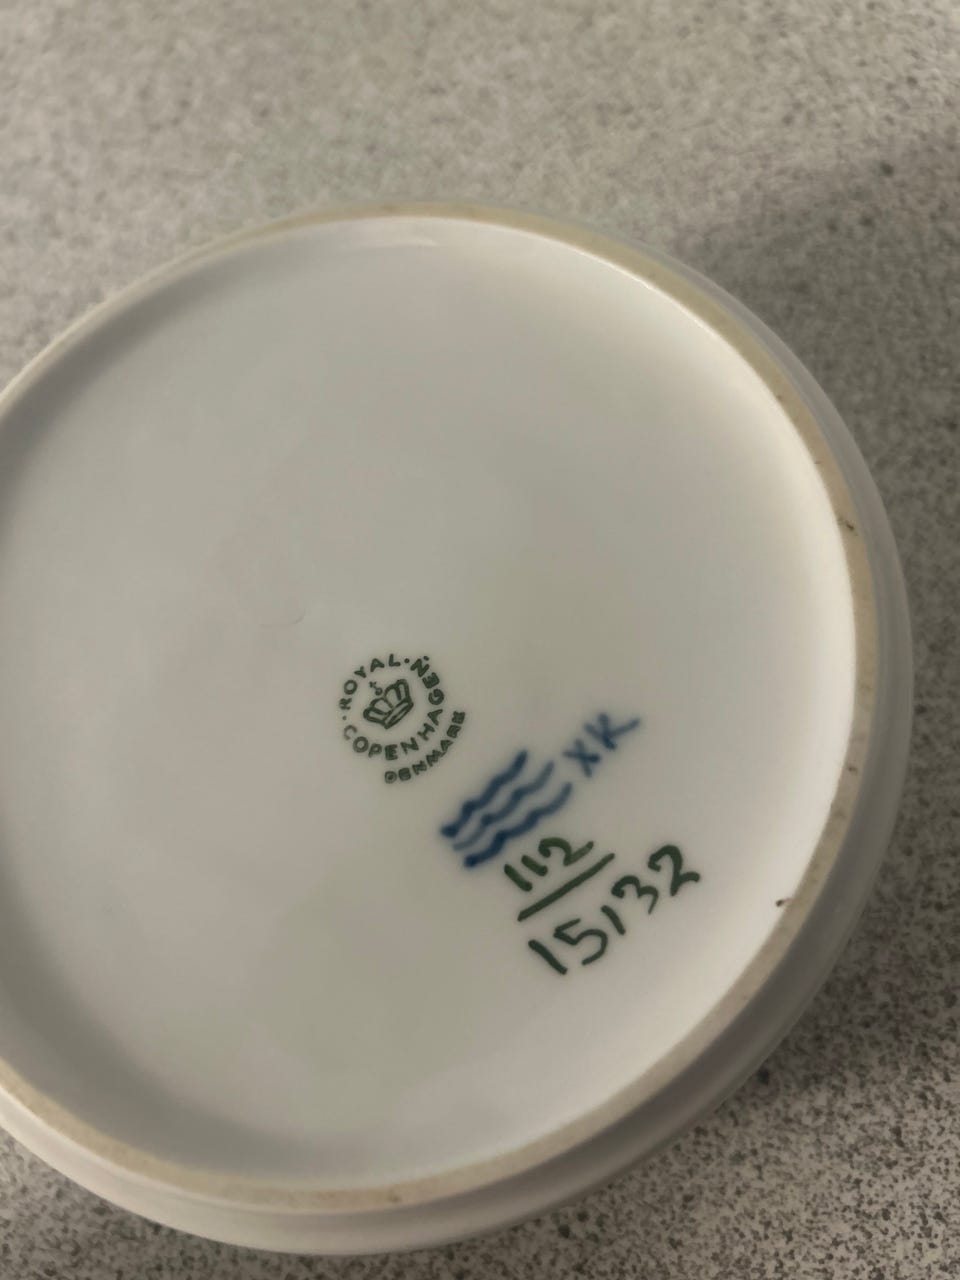 ROYAL COPENHAGEN
DENMARK
XK
112
15132